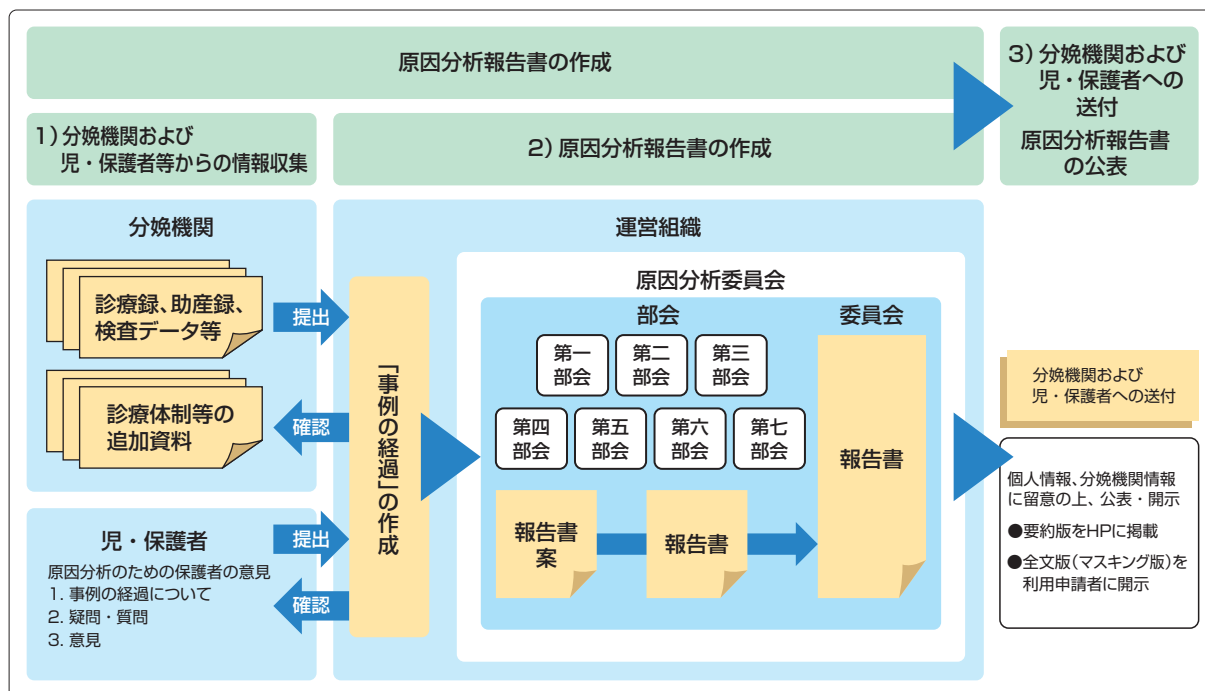 原因分析報告書の作成
3）分娩機関および
児・保護者への
送付
原因分析報告書
の公表
1）分娩機関および
児・保護者等からの情報収集
2）原因分析報告書の作成
分娩機関
診療録、助産録、
検査データ等
提出
診療体制等の
追加資料
確認
児・保護者
原因分析のための保護者の意見
1. 事例の経過について
2. 疑問・質問
3. 意見
提出
確認
運営組織
「事例の経過」の作成
原因分析委員会
部会
第一
部会
第二
部会
第三
部会
第四
部会
第五
部会
第六
部会
第七
部会
報告書
案
報告書
委員会
報告書
分娩機関および
児・保護者への送付
個人情報、分娩機関情報
に留意の上、公表・開示
●要約版をHPに掲載
●全文版（マスキング版）を
利用申請者に開示